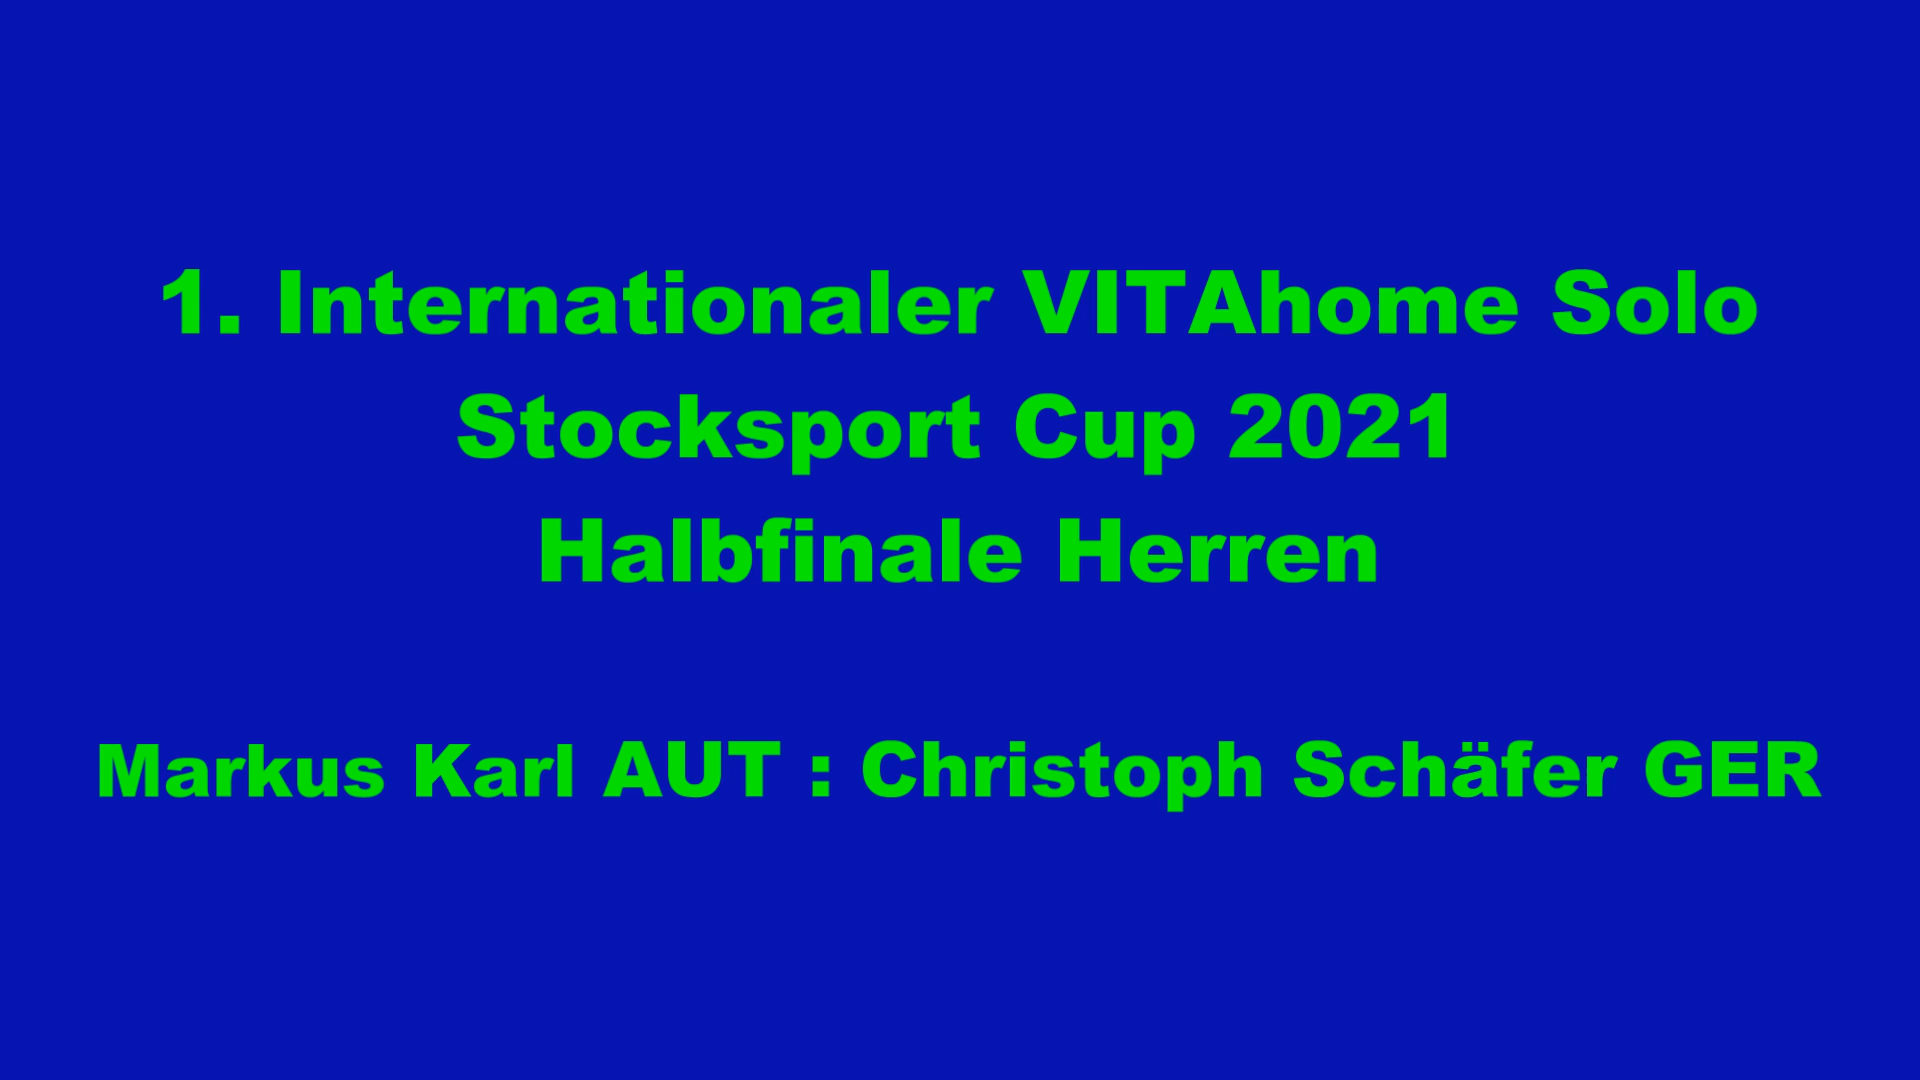 1. Internationaler VITAhome Solo
Stocksport Cup 2021
Halbfinale Herren
Markus Karl AUT : Christoph Schäfer GER